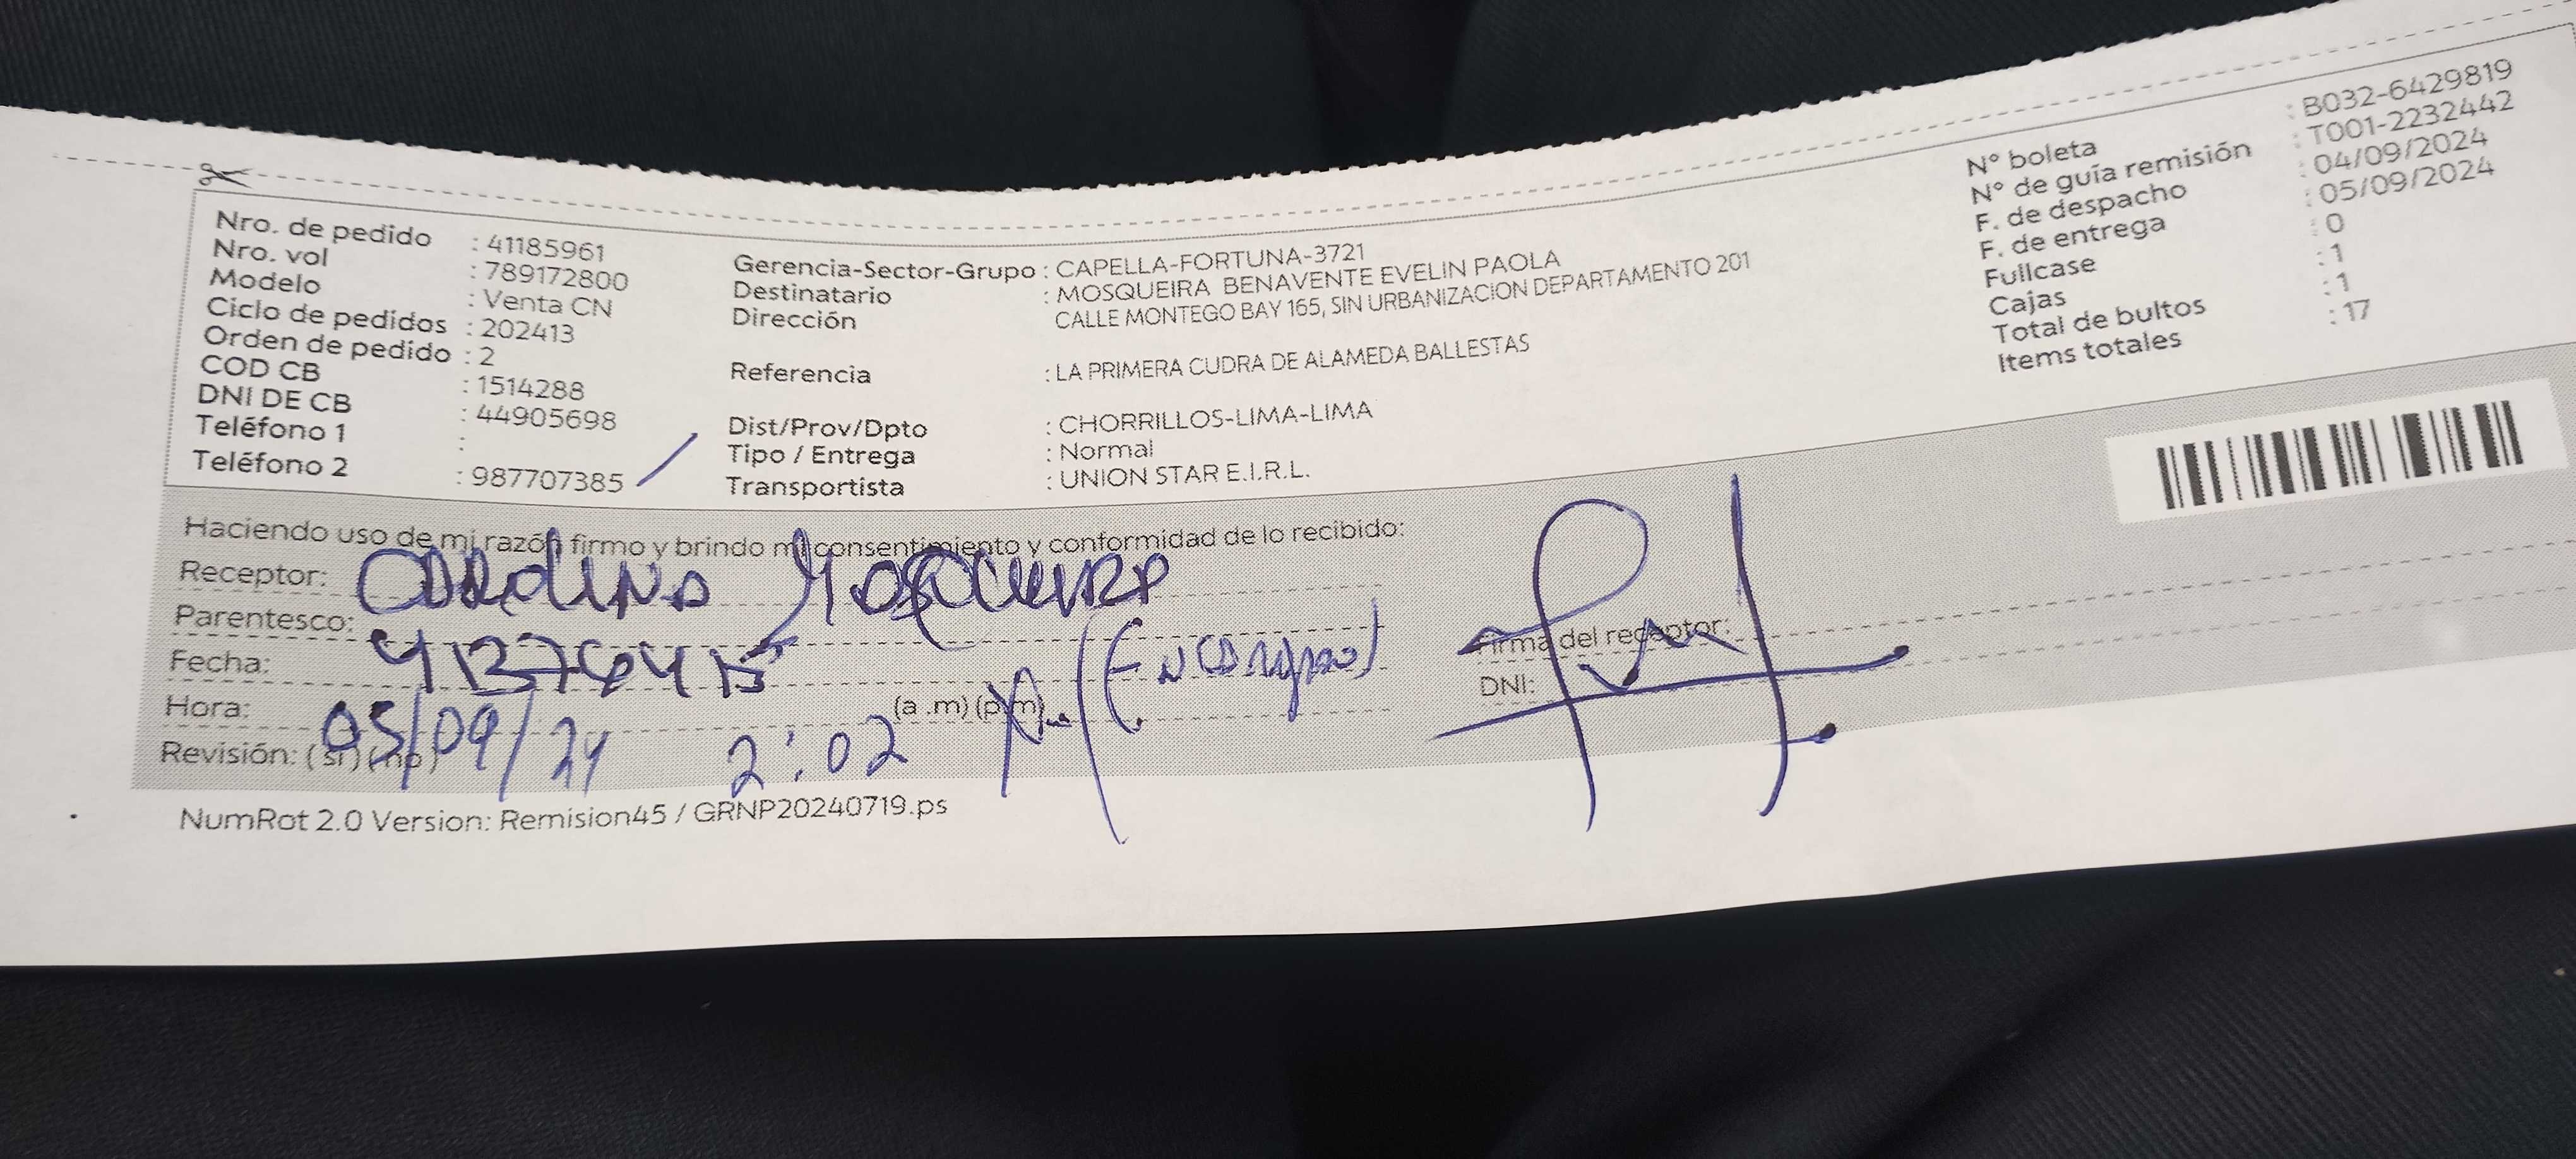 Nro. de pedido : 41185961
Nro. vol : 789172800
Modelo : Venta CN
Ciclo de pedidos : 202413
Orden de pedido : 2
COD CB : 1514288
DNI DE CB : 44905698
Teléfono 1 :
Teléfono 2 : 987707385
Gerencia-Sector-Grupo : CAPELLA-FORTUNA-3721
Destinatario : MOSQUEIRA BENAVENTE EVELIN PAOLA
Dirección : CALLE MONTEGO BAY 165, SIN URBANIZACION DEPARTAMENTO 201
Referencia : LA PRIMERA CUDRA DE ALAMEDA BALLESTAS
Dist/Prov/Dpto : CHORRILLOS-LIMA-LIMA
Tipo / Entrega : Normal
Transportista : UNION STAR E.I.R.L.
N° boleta : B032-6429819
N° de guía remisión : T001-2232442
F. de despacho : 04/09/2024
F. de entrega : 05/09/2024
Fullcase : 0
Cajas : 1
Total de bultos : 1
Items totales : 17
Haciendo uso de mi razón firmo y brindo mi consentimiento y conformidad de lo recibido:
Receptor: CAROLINA MOSQUEIRA
Parentesco:
Fecha:
Hora: (a .m) (p.m)
Revisión: ( si ) ( no )
05/09/24 2:02
Firma del receptor:
DNI:
NumRot 2.0 Version: Remision45 / GRNP20240719.ps